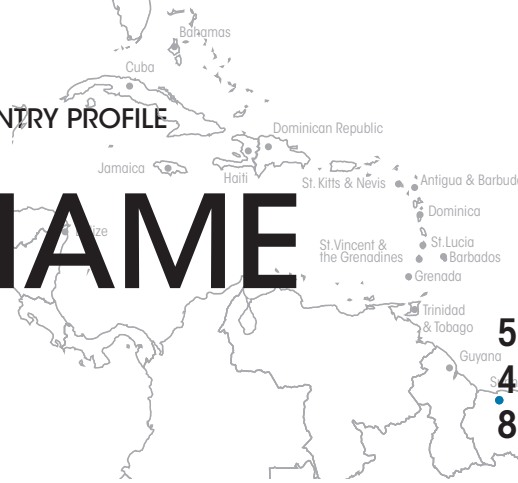 Bahamas
Cuba
NTRY PROFILE
Dominican Republic
Jamaica
Haiti
St. Kitts & Nevis
Antigua & Barbud
Dominica
IAME
St.Vincent &
the Grenadines
St.Lucia
Barbados
Grenada
Trinidad
& Tobago
5
Guyana
4
8